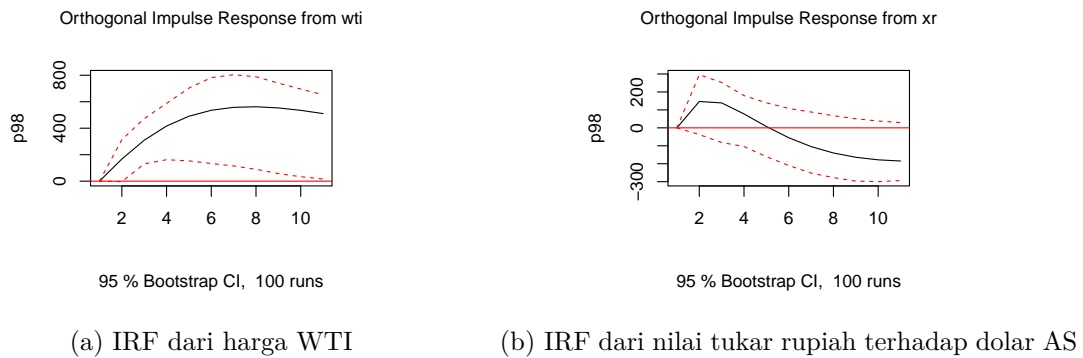 Orthogonal Impulse Response from wti
p98
0
400
800
2
4
6
8
10
95 % Bootstrap CI,  100 runs
(a) IRF dari harga WTI
Orthogonal Impulse Response from xr
p98
−300
0
200
2
4
6
8
10
95 % Bootstrap CI,  100 runs
(b) IRF dari nilai tukar rupiah terhadap dolar AS